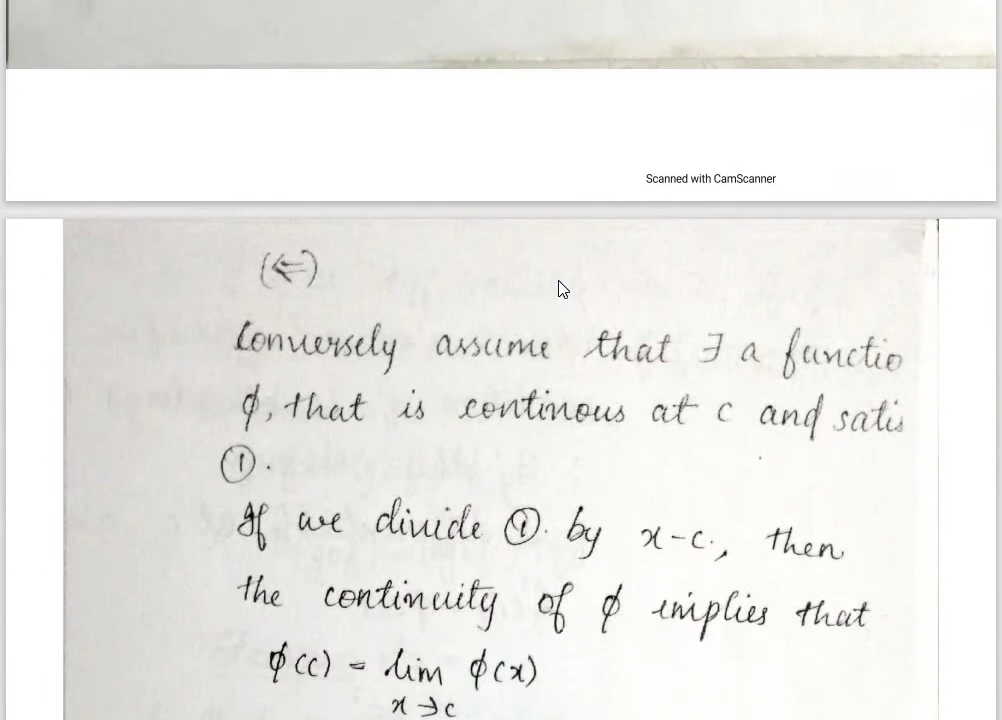 Scanned with CamScanner
(⇐)
Conversely assume that ∃ a functio
ϕ, that is continous at c and satis
①.
If we divide ①. by x-c., then
the continuity of ϕ implies that
ϕ(c) = lim ϕ(x)
x→c